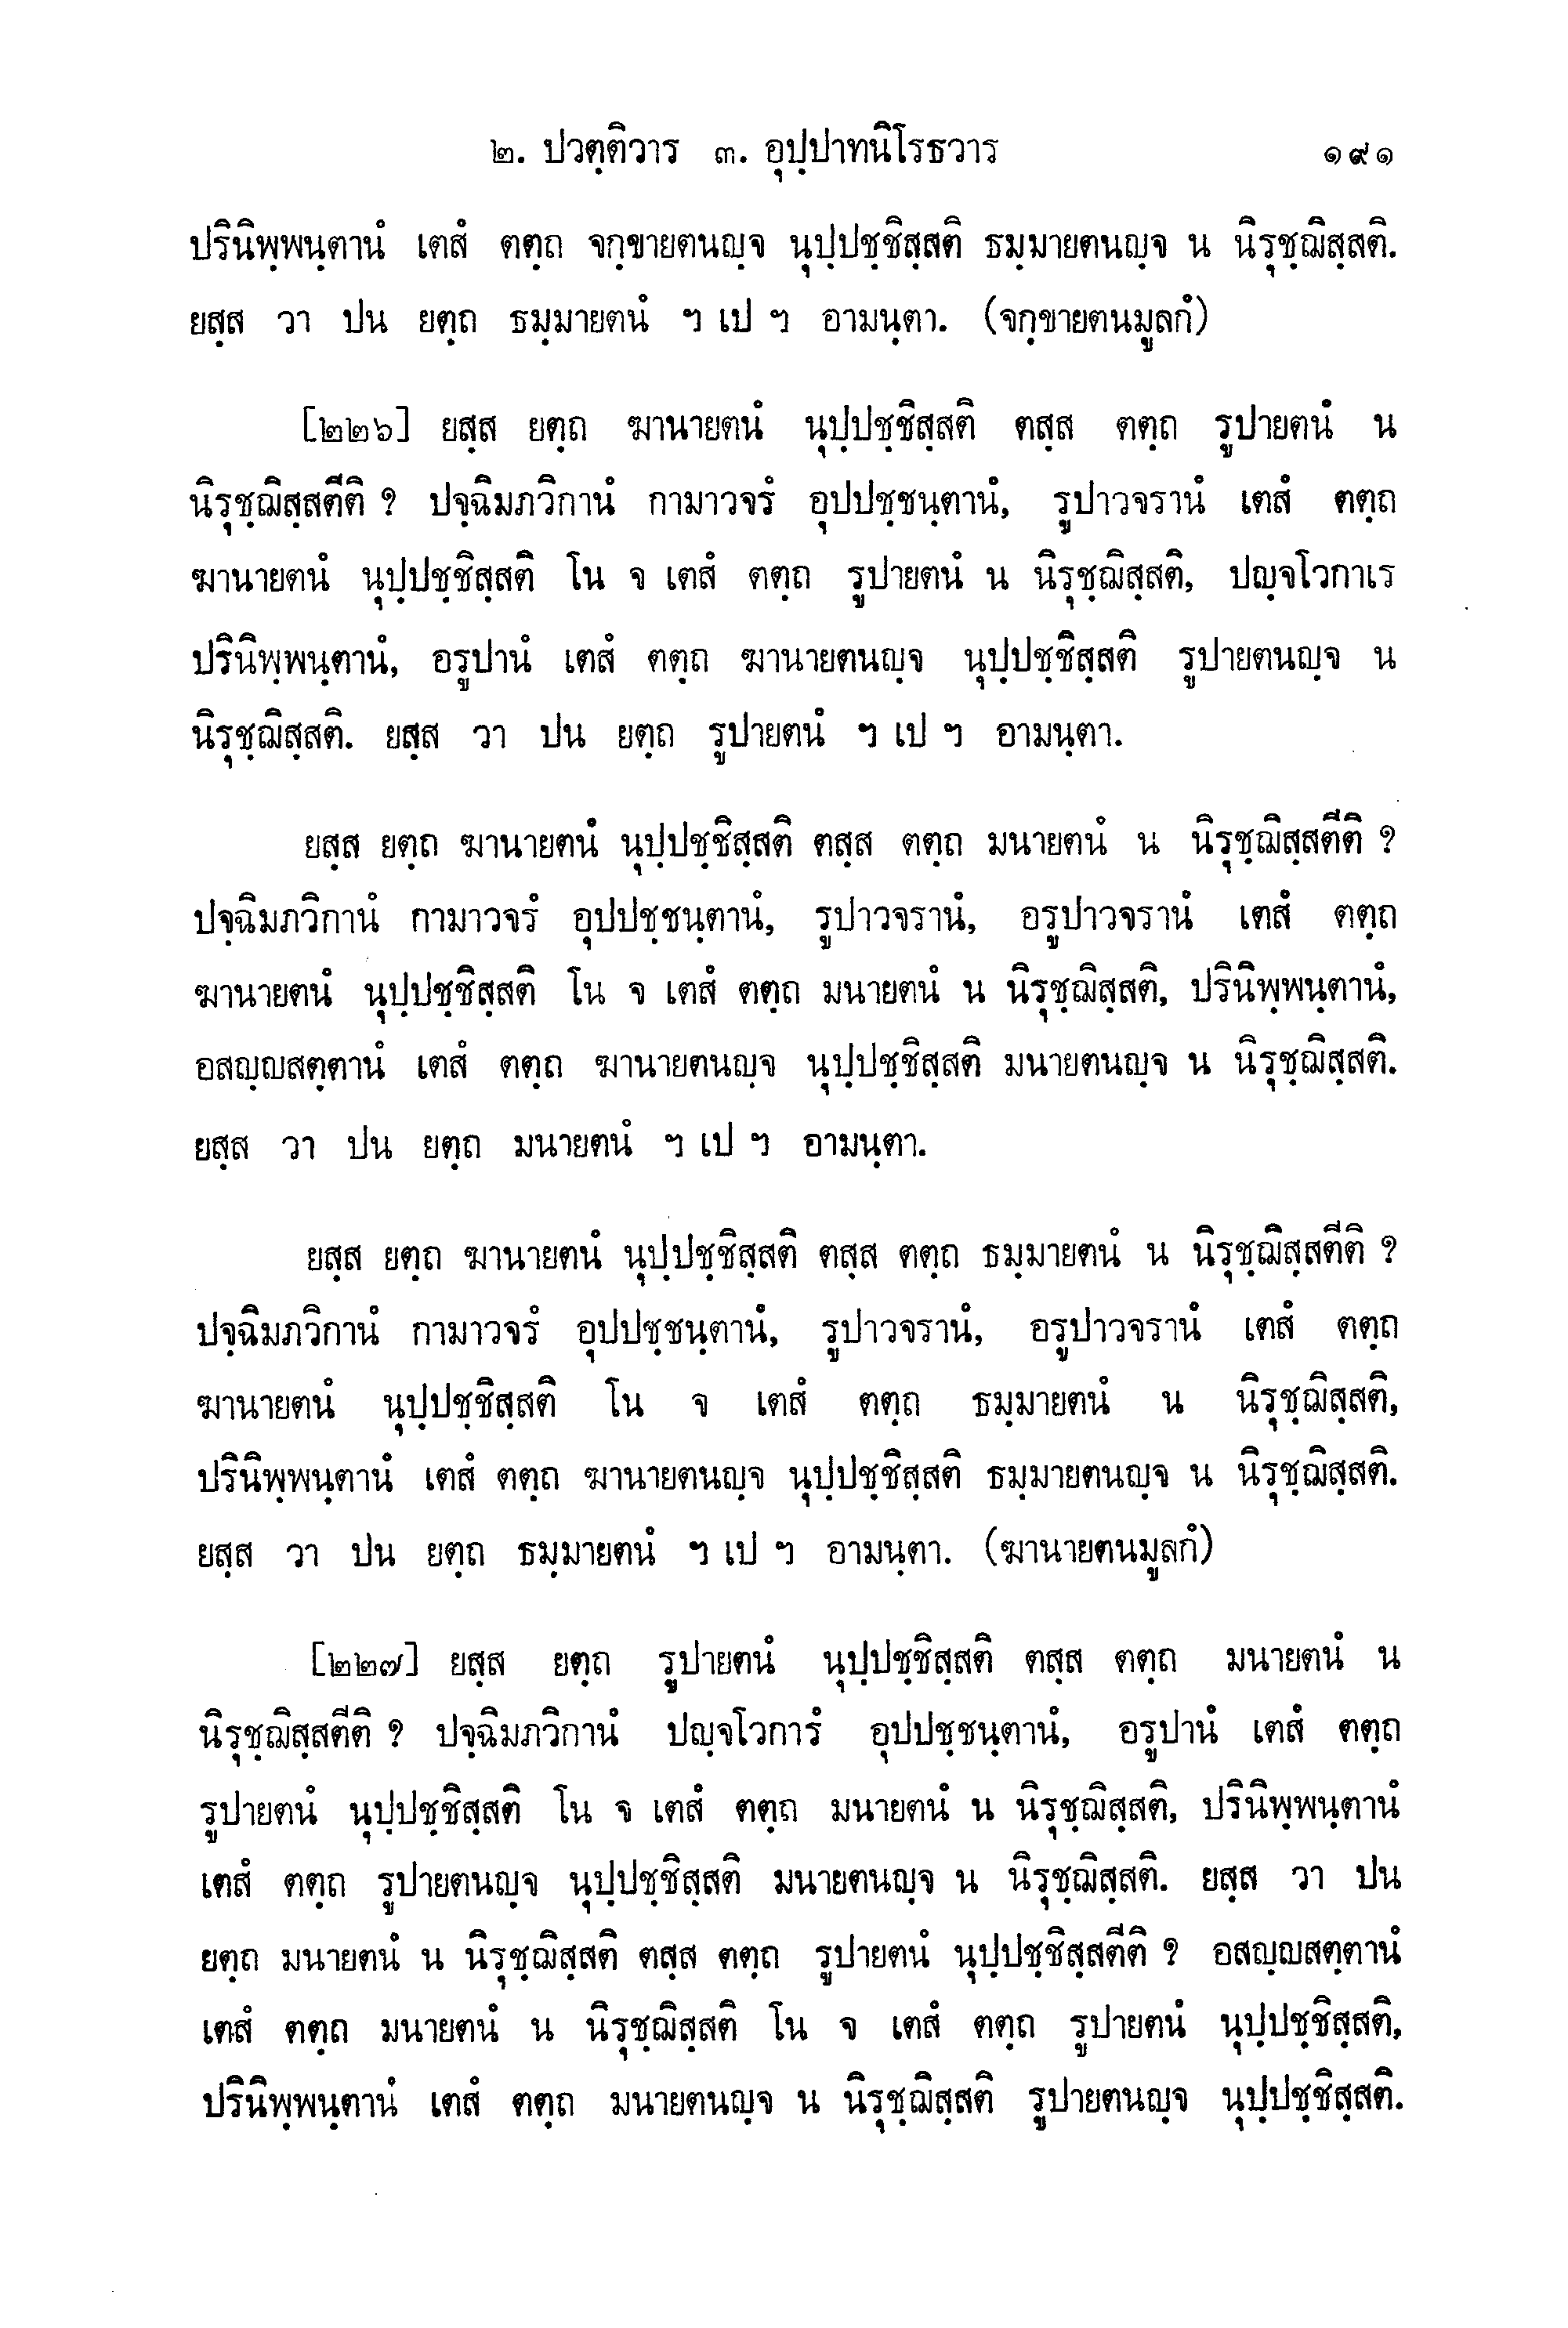 ๒. ปวตฺติวาร ๓. อุปฺปาทนิโรธวาร ๑๙๑
ปรินิพฺพนฺตานํ เตสํ ตตฺถ จกฺขายตนญฺจ นุปฺปชฺชิสฺสติ ธมฺมายตนญฺจ น นิรุชฺฌิสฺสติ.
ยสฺส วา ปน ยตฺถ ธมฺมายตนํ ฯ เป ฯ อามนฺตา. (จกฺขายตนมูลกํ)
[๒๒๖] ยสฺส ยตฺถ ฆานายตนํ นุปฺปชฺชิสฺสติ ตสฺส ตตฺถ รูปายตนํ น
นิรุชฺฌิสฺสตีติ ? ปจฺฉิมภวิกานํ กามาวจรํ อุปปชฺชนฺตานํ, รูปาวจรานํ เตสํ ตตฺถ
ฆานายตนํ นุปฺปชฺชิสฺสติ โน จ เตสํ ตตฺถ รูปายตนํ น นิรุชฺฌิสฺสติ, ปญฺจโวกาเร
ปรินิพฺพนฺตานํ, อรูปานํ เตสํ ตตฺถ ฆานายตนญฺจ นุปฺปชฺชิสฺสติ รูปายตนญฺจ น
นิรุชฺฌิสฺสติ. ยสฺส วา ปน ยตฺถ รูปายตนํ ฯ เป ฯ อามนฺตา.
ยสฺส ยตฺถ ฆานายตนํ นุปฺปชฺชิสฺสติ ตสฺส ตตฺถ มนายตนํ น นิรุชฺฌิสฺสตีติ ?
ปจฺฉิมภวิกานํ กามาวจรํ อุปปชฺชนฺตานํ, รูปาวจรานํ, อรูปาวจรานํ เตสํ ตตฺถ
ฆานายตนํ นุปฺปชฺชิสฺสติ โน จ เตสํ ตตฺถ มนายตนํ น นิรุชฺฌิสฺสติ, ปรินิพฺพนฺตานํ,
อสญฺญสตฺตานํ เตสํ ตตฺถ ฆานายตนญฺจ นุปฺปชฺชิสฺสติ มนายตนญฺจ น นิรุชฺฌิสฺสติ.
ยสฺส วา ปน ยตฺถ มนายตนํ ฯ เป ฯ อามนฺตา.
ยสฺส ยตฺถ ฆานายตนํ นุปฺปชฺชิสฺสติ ตสฺส ตตฺถ ธมฺมายตนํ น นิรุชฺฌิสฺสตีติ ?
ปจฺฉิมภวิกานํ กามาวจรํ อุปปชฺชนฺตานํ, รูปาวจรานํ, อรูปาวจรานํ เตสํ ตตฺถ
ฆานายตนํ นุปฺปชฺชิสฺสติ โน จ เตสํ ตตฺถ ธมฺมายตนํ น นิรุชฺฌิสฺสติ,
ปรินิพฺพนฺตานํ เตสํ ตตฺถ ฆานายตนญฺจ นุปฺปชฺชิสฺสติ ธมฺมายตนญฺจ น นิรุชฺฌิสฺสติ.
ยสฺส วา ปน ยตฺถ ธมฺมายตนํ ฯ เป ฯ อามนฺตา. (ฆานายตนมูลกํ)
[๒๒๗] ยสฺส ยตฺถ รูปายตนํ นุปฺปชฺชิสฺสติ ตสฺส ตตฺถ มนายตนํ น
นิรุชฺฌิสฺสตีติ ? ปจฺฉิมภวิกานํ ปญฺจโวการํ อุปปชฺชนฺตานํ, อรูปานํ เตสํ ตตฺถ
รูปายตนํ นุปฺปชฺชิสฺสติ โน จ เตสํ ตตฺถ มนายตนํ น นิรุชฺฌิสฺสติ, ปรินิพฺพนฺตานํ
เตสํ ตตฺถ รูปายตนญฺจ นุปฺปชฺชิสฺสติ มนายตนญฺจ น นิรุชฺฌิสฺสติ. ยสฺส วา ปน
ยตฺถ มนายตนํ น นิรุชฺฌิสฺสติ ตสฺส ตตฺถ รูปายตนํ นุปฺปชฺชิสฺสตีติ ? อสญฺญสตฺตานํ
เตสํ ตตฺถ มนายตนํ น นิรุชฺฌิสฺสติ โน จ เตสํ ตตฺถ รูปายตนํ นุปฺปชฺชิสฺสติ,
ปรินิพฺพนฺตานํ เตสํ ตตฺถ มนายตนญฺจ น นิรุชฺฌิสฺสติ รูปายตนญฺจ นุปฺปชฺชิสฺสติ.